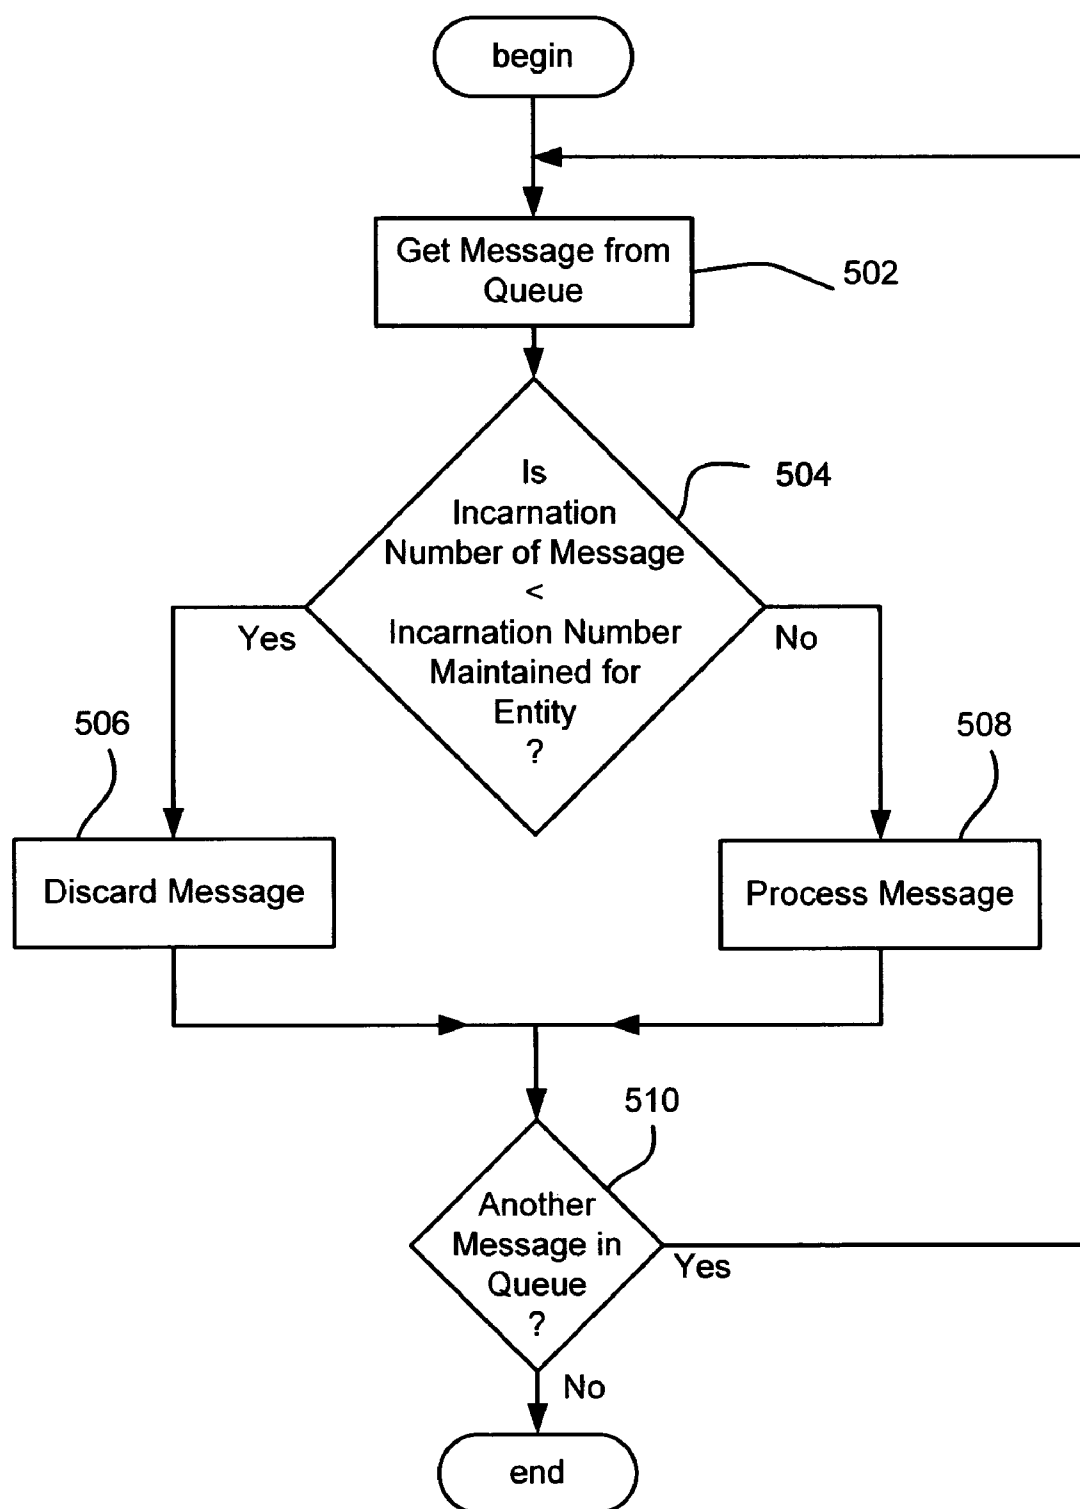 begin
Get Message from
Queue
502
Is
Incarnation
Number of Message
<
Incarnation Number
Maintained for
Entity
?
504
Yes
No
506
508
Discard Message
Process Message
510
Another
Message in
Queue
?
Yes
No
end